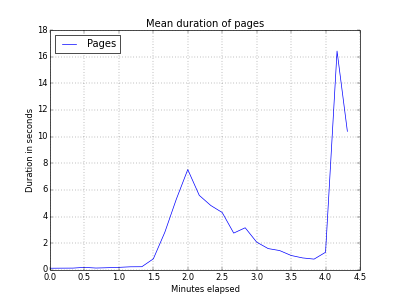 Mean duration of pages
18
16
14
12
10
8
6
4
2
0
Duration in seconds
Pages
0.0 0.5 1.0 1.5 2.0 2.5 3.0 3.5 4.0 4.5
Minutes elapsed